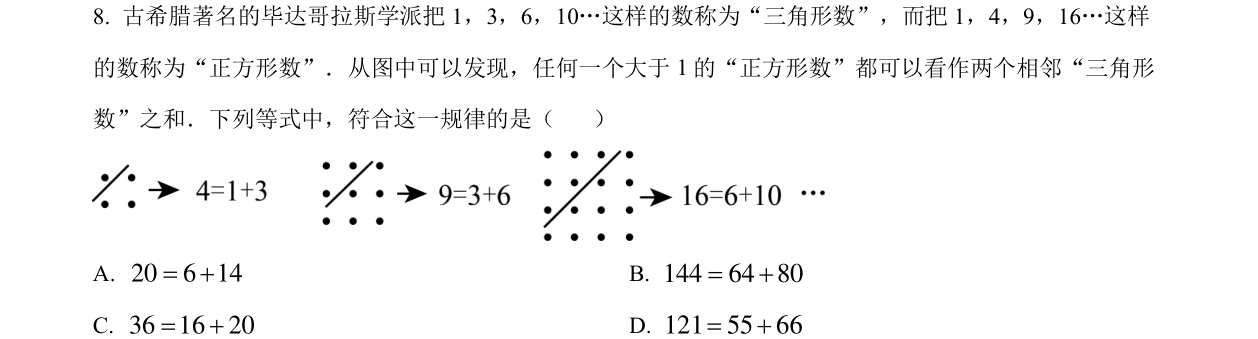 8. 古希腊著名的毕达哥拉斯学派把 1，3，6，10…这样的数称为“三角形数”，而把 1，4，9，16…这样
的数称为“正方形数”．从图中可以发现，任何一个大于 1 的“正方形数”都可以看作两个相邻“三角形
数”之和．下列等式中，符合这一规律的是（　　）
4=1+3　9=3+6　16=6+10　…
A. 20=6+14　B. 144=64+80
C. 36=16+20　D. 121=55+66